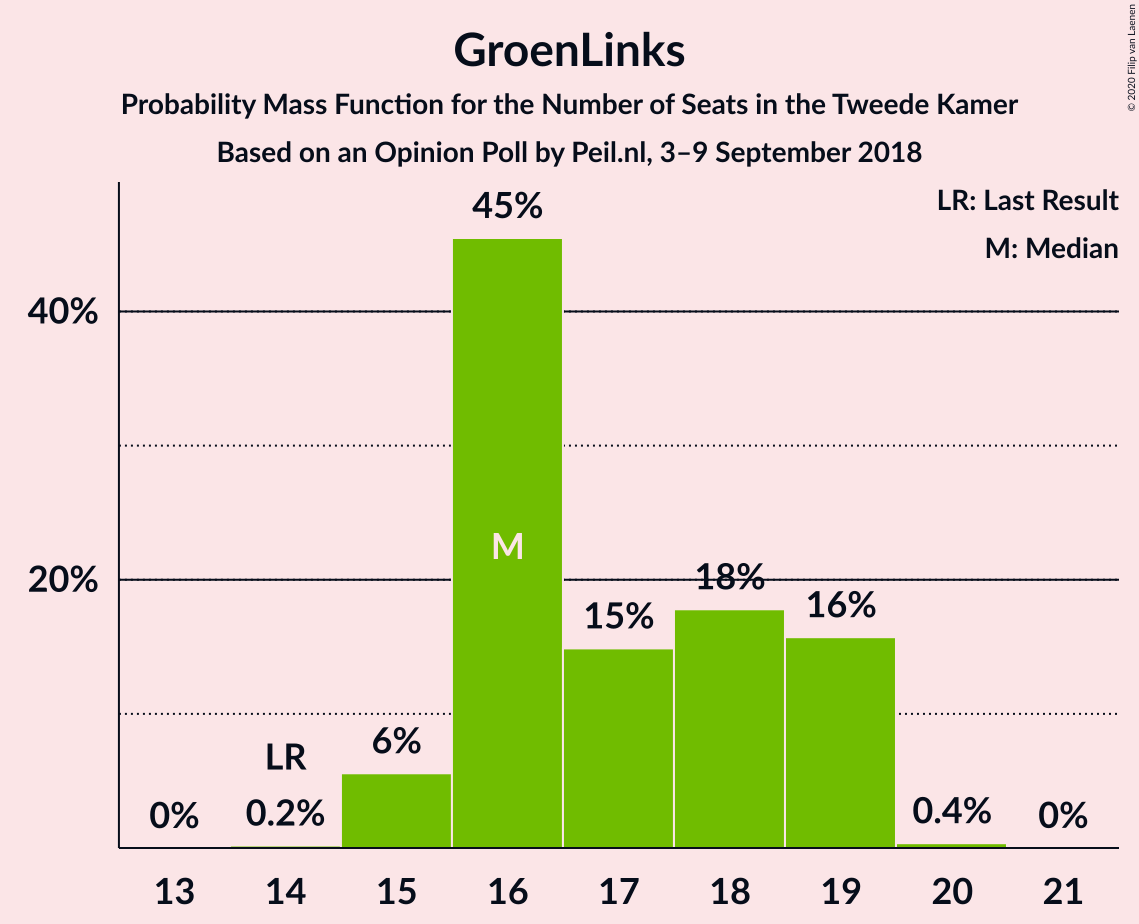 GroenLinks
Probability Mass Function for the Number of Seats in the Tweede Kamer
Based on an Opinion Poll by Peil.nl, 3–9 September 2018
© 2020 Filip van Laenen
LR: Last Result
M: Median
45%
40%
M
20%
18%
16%
15%
6%
LR
0%
0.2%
0.4%
0%
13 14 15 16 17 18 19 20 21